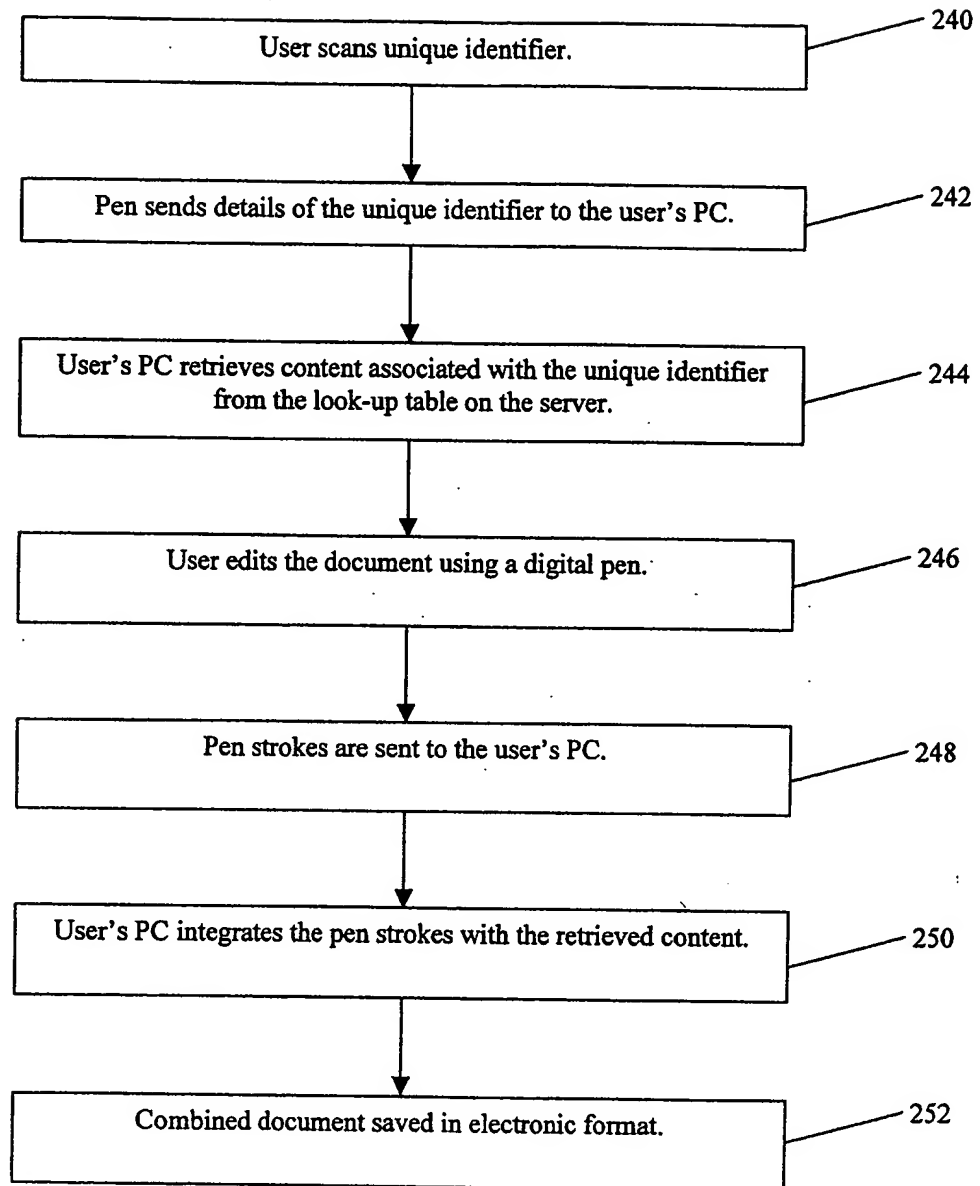 User scans unique identifier.
240
Pen sends details of the unique identifier to the user's PC.
242
User's PC retrieves content associated with the unique identifier
from the look-up table on the server.
244
User edits the document using a digital pen.
246
Pen strokes are sent to the user's PC.
248
User's PC integrates the pen strokes with the retrieved content.
250
Combined document saved in electronic format.
252